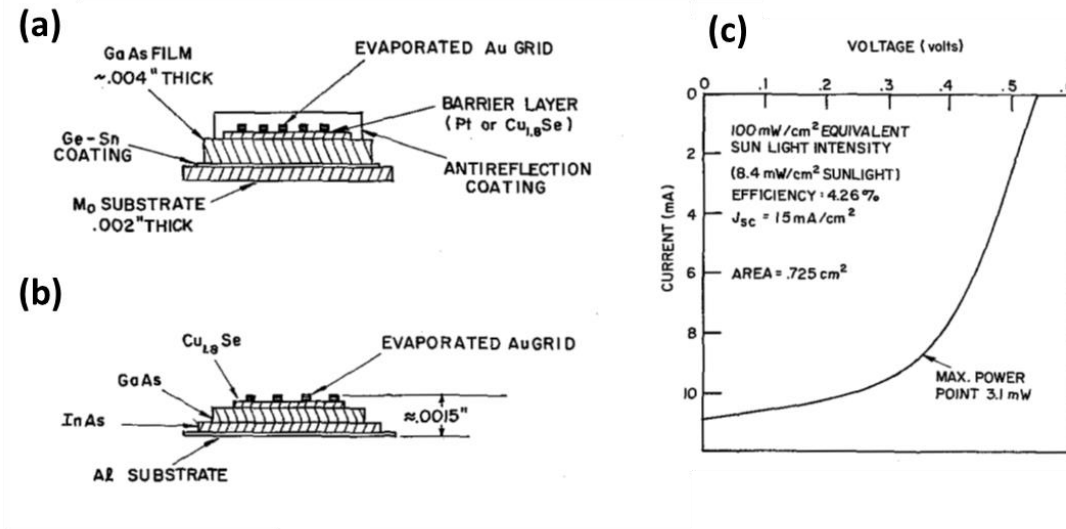 (a)
GaAs FILM
~.004" THICK
EVAPORATED Au GRID
BARRIER LAYER
(Pt or Cu1.8Se)
Ge-Sn
COATING
ANTIREFLECTION
COATING
Mo SUBSTRATE
.002" THICK
(b)
Cu1.8 Se
EVAPORATED Au GRID
GaAs
InAs
≈.0015"
Al SUBSTRATE
(c)
VOLTAGE (volts)
0 .1 .2 .3 .4 .5
0
2
4
6
8
10
CURRENT (mA)
100 mW/cm² EQUIVALENT
SUN LIGHT INTENSITY
(8.4 mW/cm² SUNLIGHT)
EFFICIENCY : 4.26%
JSC = 15 mA/cm²
AREA = .725 cm²
MAX. POWER
POINT 3.1 mW